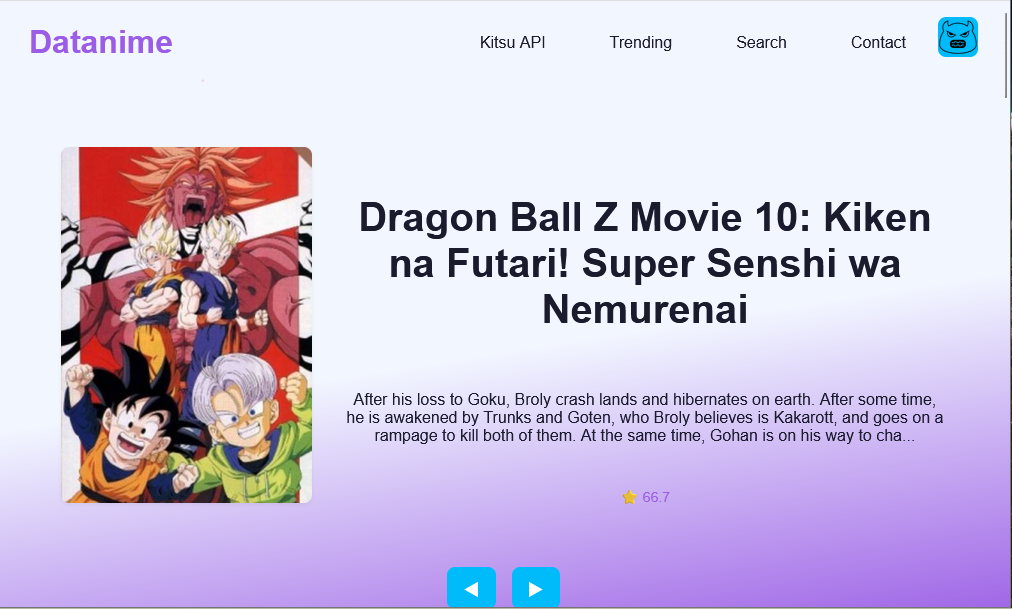 Datanime
Kitsu API
Trending
Search
Contact
Dragon Ball Z Movie 10: Kiken
na Futari! Super Senshi wa
Nemurenai
After his loss to Goku, Broly crash lands and hibernates on earth. After some time,
he is awakened by Trunks and Goten, who Broly believes is Kakarott, and goes on a
rampage to kill both of them. At the same time, Gohan is on his way to cha...
66.7